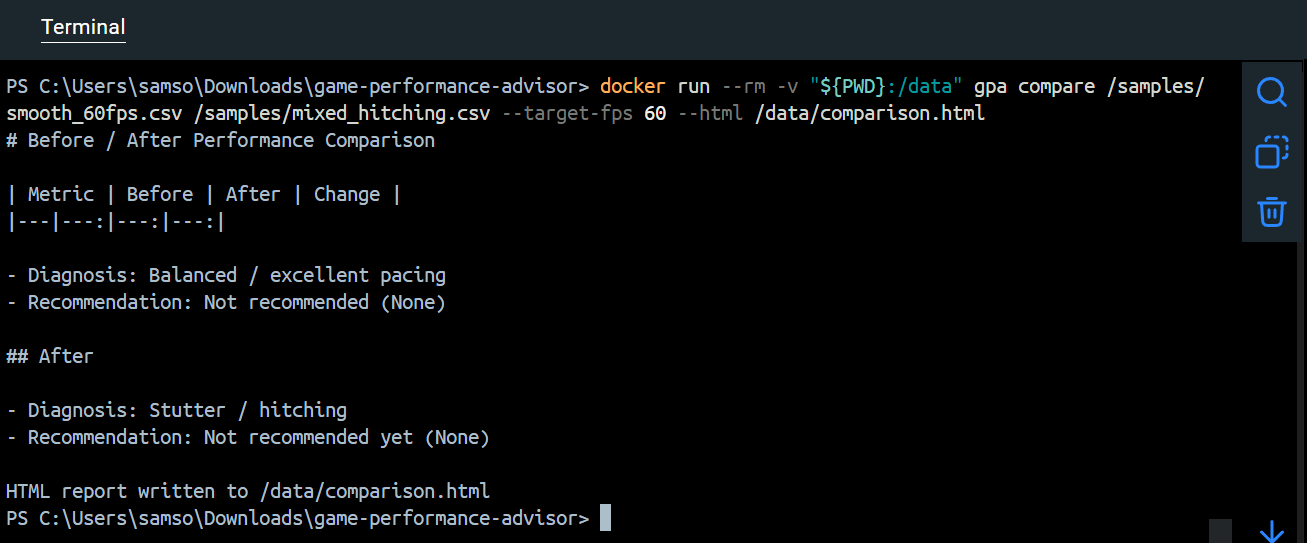 Terminal
PS C:\Users\samso\Downloads\game-performance-advisor> docker run --rm -v "${PWD}:/data" gpa compare /samples/
smooth_60fps.csv /samples/mixed_hitching.csv --target-fps 60 --html /data/comparison.html
# Before / After Performance Comparison
| Metric | Before | After | Change |
|---|---:|---:|---:|
- Diagnosis: Balanced / excellent pacing
- Recommendation: Not recommended (None)
## After
- Diagnosis: Stutter / hitching
- Recommendation: Not recommended yet (None)
HTML report written to /data/comparison.html
PS C:\Users\samso\Downloads\game-performance-advisor>